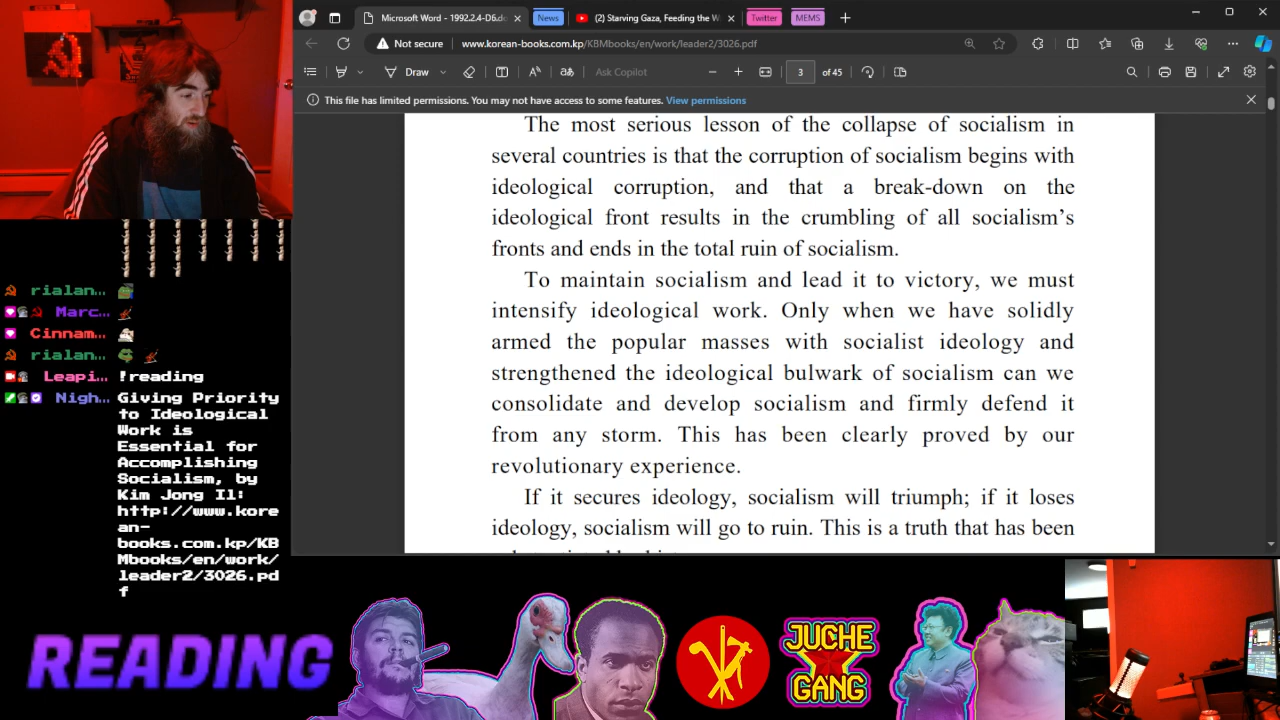 Microsoft Word - 1992.2.4-D6.do
News
(2) Starving Gaza, Feeding the W
Twitter
MEMS
Not secure
www.korean-books.com.kp/KBMbooks/en/work/leader2/3026.pdf
Draw
Ask Copilot
3
of 45
This file has limited permissions. You may not have access to some features. View permissions
The most serious lesson of the collapse of socialism in
several countries is that the corruption of socialism begins with
ideological corruption, and that a break-down on the
ideological front results in the crumbling of all socialism's
fronts and ends in the total ruin of socialism.
To maintain socialism and lead it to victory, we must
intensify ideological work. Only when we have solidly
armed the popular masses with socialist ideology and
strengthened the ideological bulwark of socialism can we
consolidate and develop socialism and firmly defend it
from any storm. This has been clearly proved by our
revolutionary experience.
If it secures ideology, socialism will triumph; if it loses
ideology, socialism will go to ruin. This is a truth that has been
rialan...
Marc...
Cinnam...
rialan...
Leapi... !reading
Nigh... Giving Priority
to Ideological
Work is
Essential for
Accomplishing
Socialism, by
Kim Jong Il:
http://www.kore
an-
books.com.kp/KB
Mbooks/en/work/
leader2/3026.pd
f
READING
JUCHE
GANG